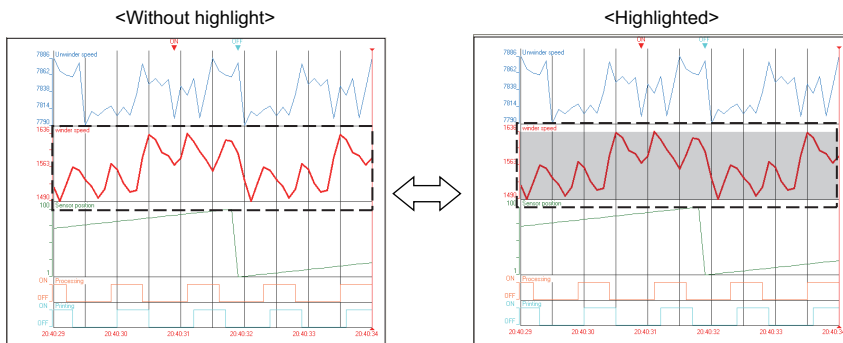 <Without highlight>
ON
OFF
7886
Unwinder speed
7862
7838
7814
7790
1636
winder speed
1563
1490
100
Sensor position
1
ON
Processing
OFF
ON
Printing
OFF
20:40:29
20:40:30
20:40:31
20:40:32
20:40:33
20:40:34
<Highlighted>
ON
OFF
7886
Unwinder speed
7862
7838
7814
7790
1636
winder speed
1563
1490
100
Sensor position
1
ON
Processing
OFF
ON
Printing
OFF
20:40:29
20:40:30
20:40:31
20:40:32
20:40:33
20:40:34